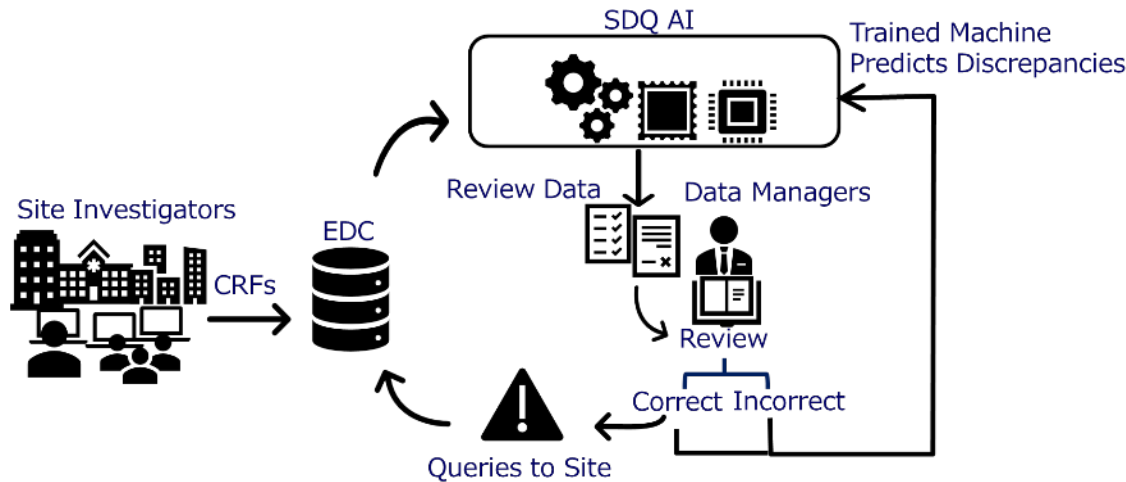 SDQ AI
Trained Machine
Predicts Discrepancies
Review Data
Data Managers
Site Investigators
EDC
CRFs
Review
Correct Incorrect
Queries to Site